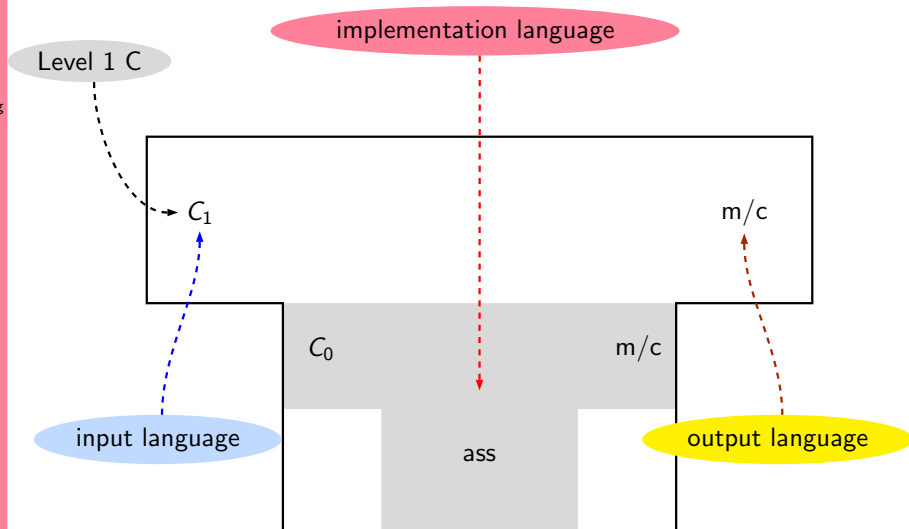 implementation language
Level 1 C
g
C₁ m/c
C₀ m/c
input language output language
ass